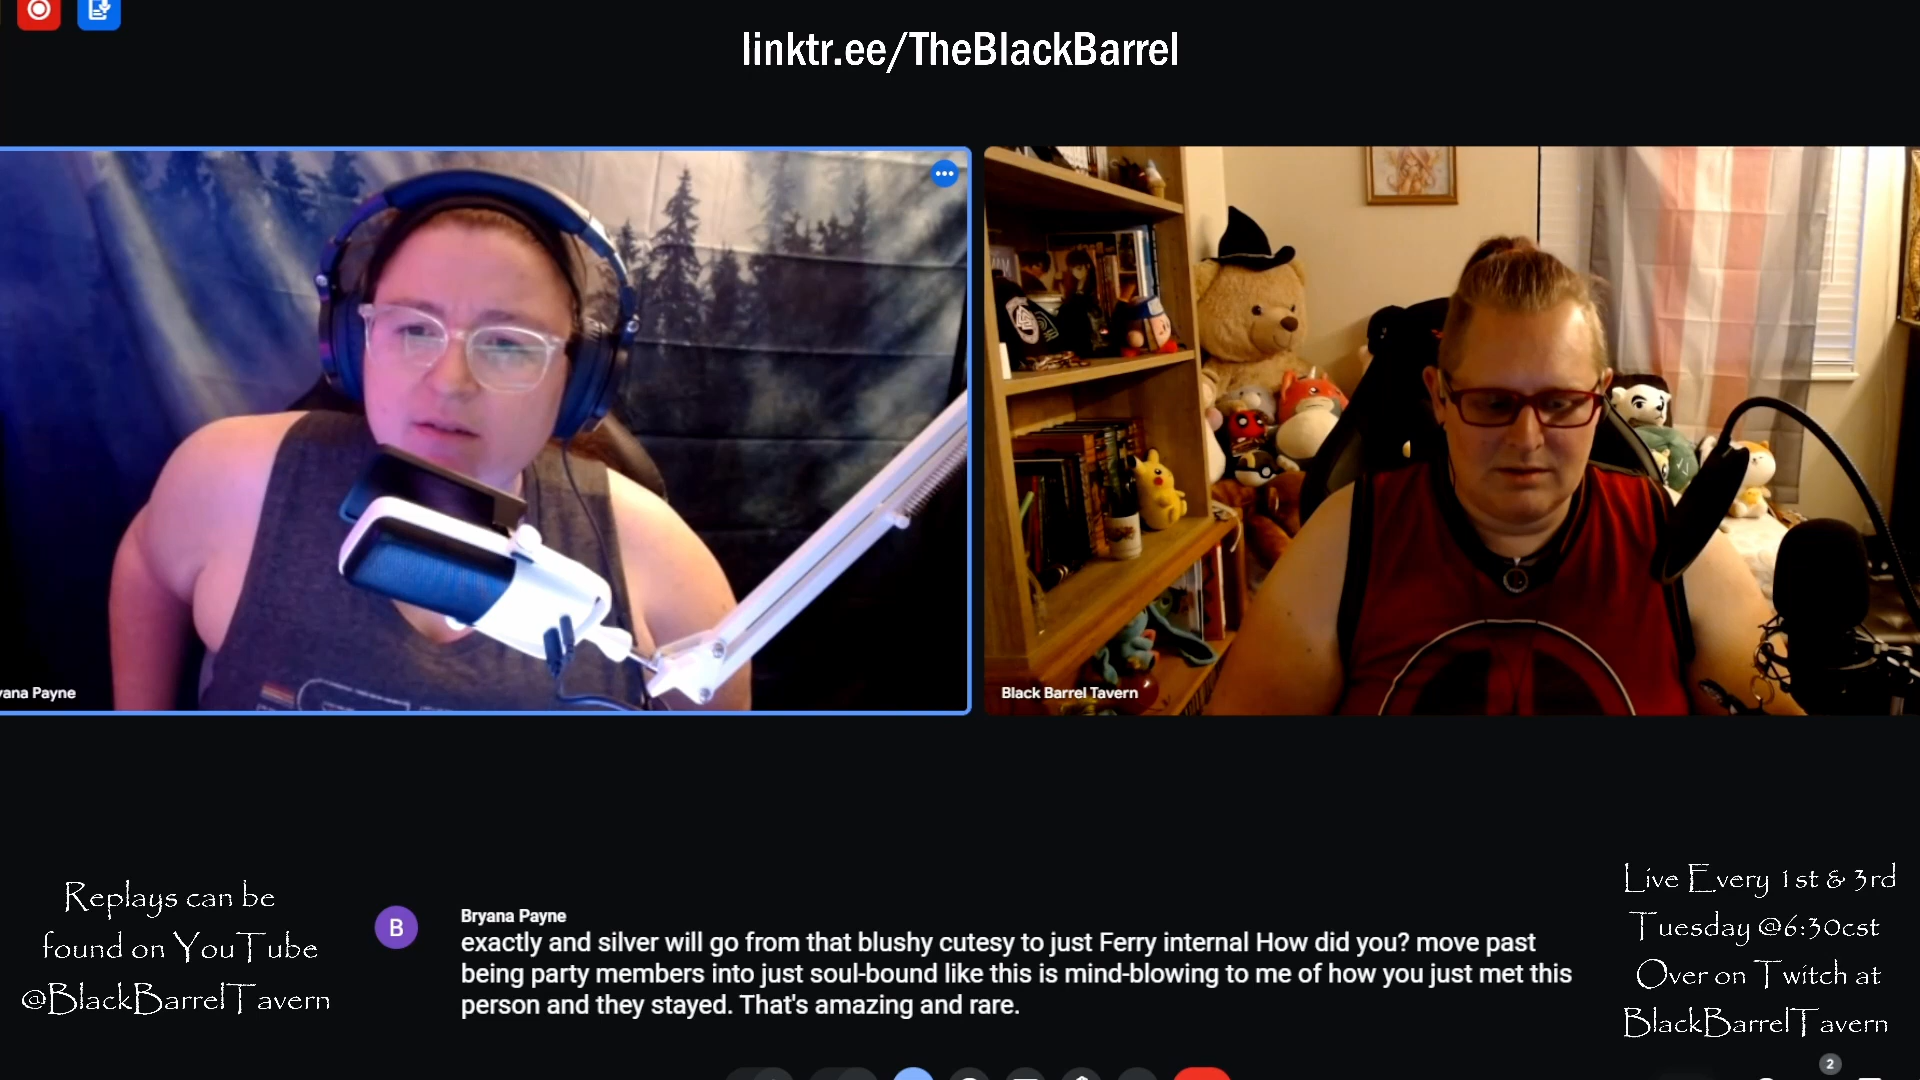 linktr.ee/TheBlackBarrel
yana Payne
Black Barrel Tavern
Replays can be
found on YouTube
@BlackBarrelTavern
B
Bryana Payne
exactly and silver will go from that blushy cutesy to just Ferry internal How did you? move past
being party members into just soul-bound like this is mind-blowing to me of how you just met this
person and they stayed. That's amazing and rare.
Live Every 1st & 3rd
Tuesday @6:30cst
Over on Twitch at
BlackBarrelTavern
2